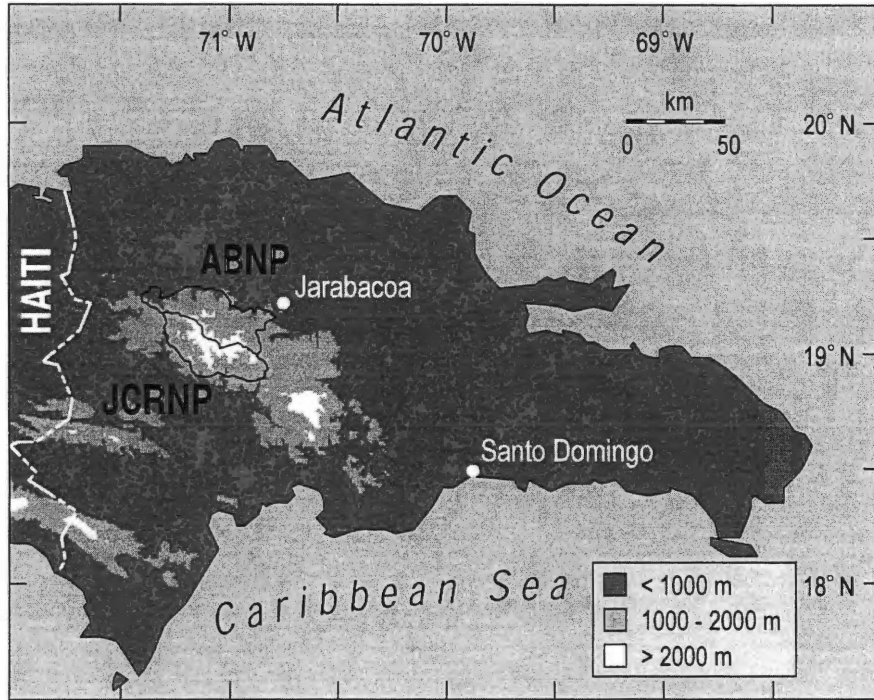 71° W
70° W
69° W
Atlantic Ocean
km
0 50
20° N
HAITI
ABNP
Jarabacoa
19° N
JCRNP
Santo Domingo
Caribbean Sea
< 1000 m
1000 - 2000 m
> 2000 m
18° N